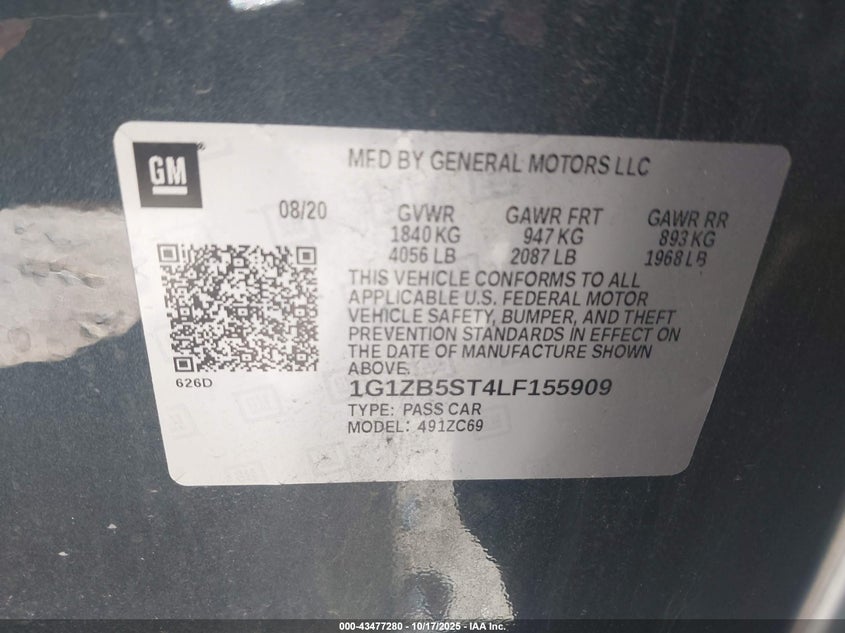 GM
MFD BY GENERAL MOTORS LLC
08/20
GVWR GAWR FRT GAWR RR
1840 KG 947 KG 893 KG
4056 LB 2087 LB 1968 LB
THIS VEHICLE CONFORMS TO ALL
APPLICABLE U.S. FEDERAL MOTOR
VEHICLE SAFETY, BUMPER, AND THEFT
PREVENTION STANDARDS IN EFFECT ON
THE DATE OF MANUFACTURE SHOWN
ABOVE.
626D
1G1ZB5ST4LF155909
TYPE: PASS CAR
MODEL: 491ZC69
000-43477280 - 10/17/2025 - IAA Inc.